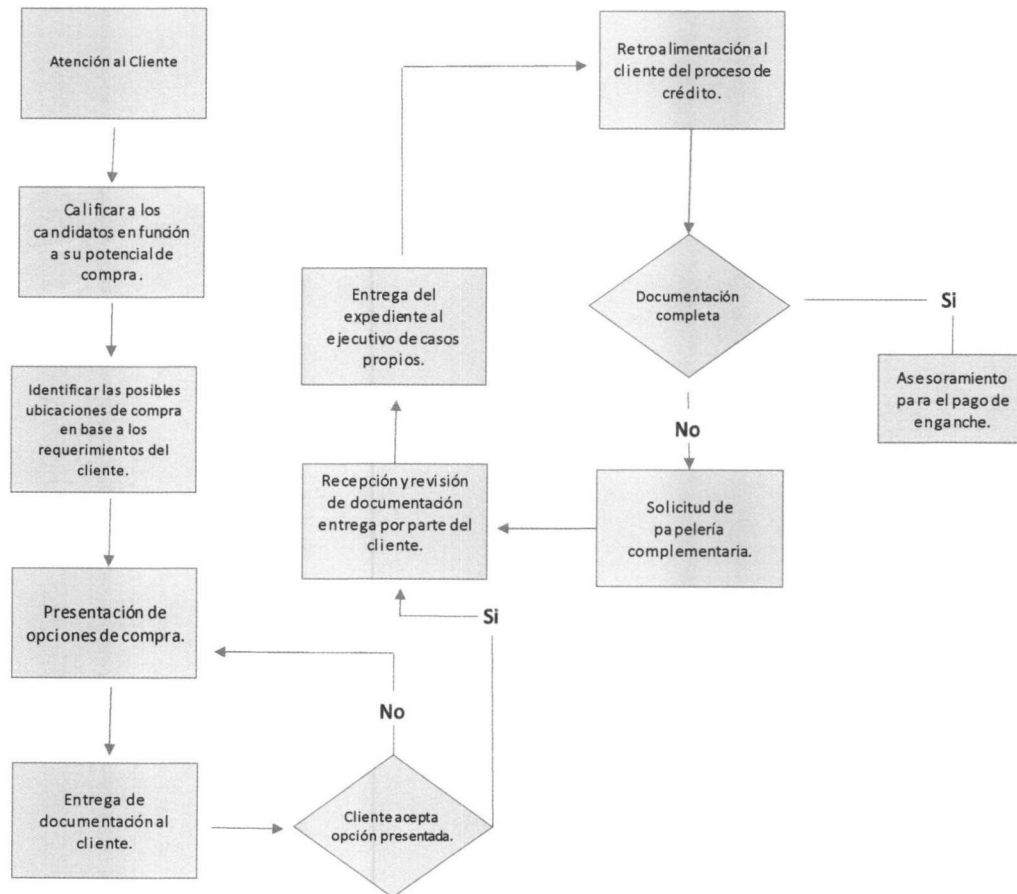 Atención al Cliente
Calificar a los
candidatos en función
a su potencial de
compra.
Identificar las posibles
ubicaciones de compra
en base a los
requerimientos del
cliente.
Presentación de
opciones de compra.
Entrega de
documentación al
cliente.
Cliente acepta
opción presentada.
No
Si
Recepción y revisión
de documentación
entrega por parte del
cliente.
Entrega del
expediente al
ejecutivo de casos
propios.
Retroalimentación al
cliente del proceso de
crédito.
Documentación
completa
Si
Asesoramiento
para el pago de
enganche.
No
Solicitud de
papelería
complementaria.